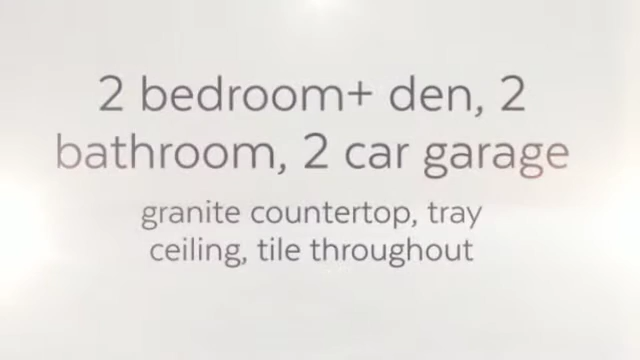 2 bedroom+ den, 2
bathroom, 2 car garage
granite countertop, tray
ceiling, tile throughout